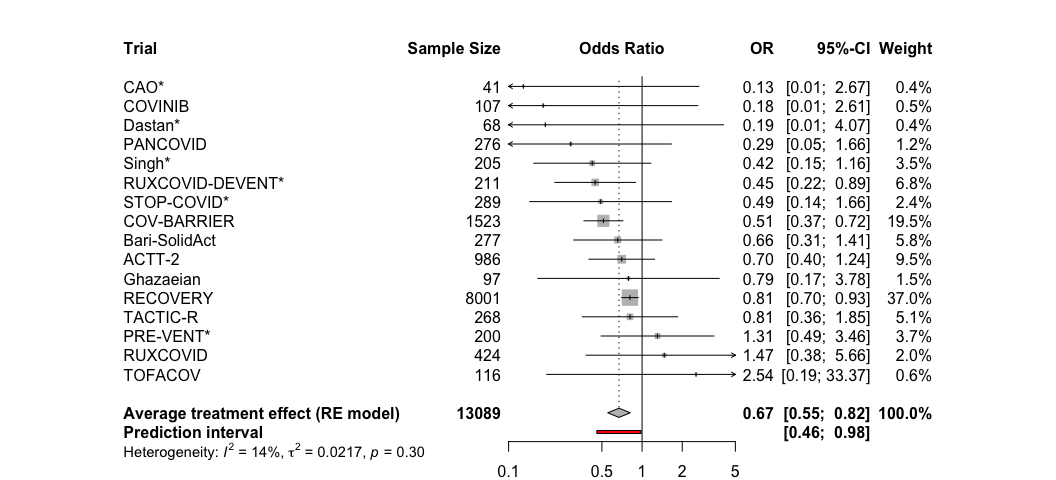 Trial Sample Size Odds Ratio OR 95%-CI Weight
CAO* 41 0.13 [0.01; 2.67] 0.4%
COVINIB 107 0.18 [0.01; 2.61] 0.5%
Dastan* 68 0.19 [0.01; 4.07] 0.4%
PANCOVID 276 0.29 [0.05; 1.66] 1.2%
Singh* 205 0.42 [0.15; 1.16] 3.5%
RUXCOVID-DEVENT* 211 0.45 [0.22; 0.89] 6.8%
STOP-COVID* 289 0.49 [0.14; 1.66] 2.4%
COV-BARRIER 1523 0.51 [0.37; 0.72] 19.5%
Bari-SolidAct 277 0.66 [0.31; 1.41] 5.8%
ACTT-2 986 0.70 [0.40; 1.24] 9.5%
Ghazaeian 97 0.79 [0.17; 3.78] 1.5%
RECOVERY 8001 0.81 [0.70; 0.93] 37.0%
TACTIC-R 268 0.81 [0.36; 1.85] 5.1%
PRE-VENT* 200 1.31 [0.49; 3.46] 3.7%
RUXCOVID 424 1.47 [0.38; 5.66] 2.0%
TOFACOV 116 2.54 [0.19; 33.37] 0.6%
Average treatment effect (RE model) 13089 0.67 [0.55; 0.82] 100.0%
Prediction interval [0.46; 0.98]
Heterogeneity: I² = 14%, τ² = 0.0217, p = 0.30
0.1 0.5 1 2 5